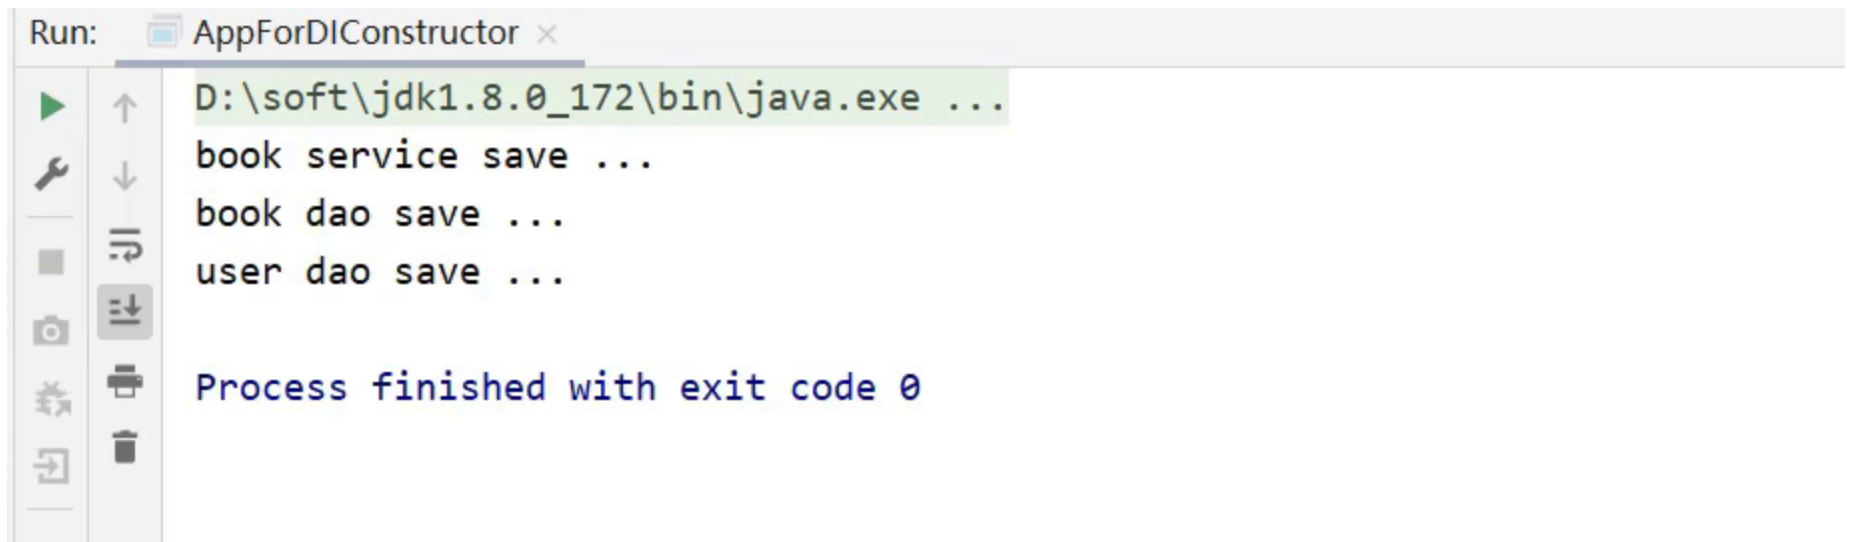 Run: AppForDIConstructor
D:\soft\jdk1.8.0_172\bin\java.exe ...
book service save ...
book dao save ...
user dao save ...
Process finished with exit code 0